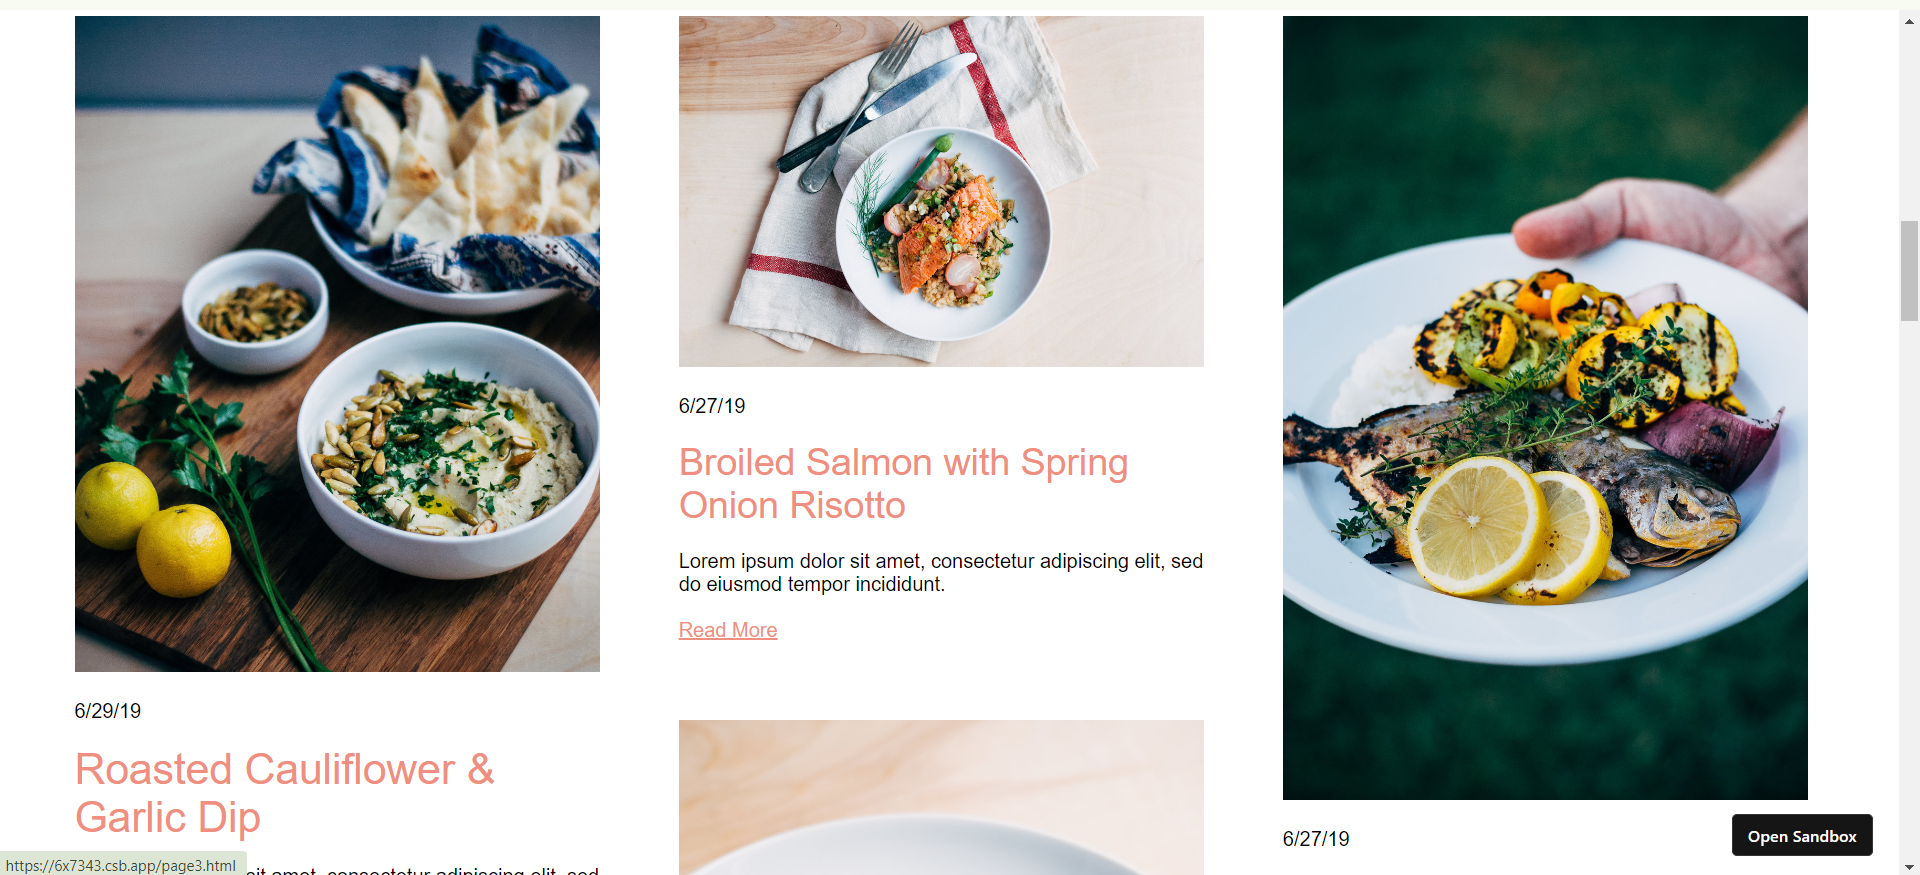 6/29/19
Roasted Cauliflower &
Garlic Dip
sit amet, consectetur adipiscing elit, sed
6/27/19
Broiled Salmon with Spring
Onion Risotto
Lorem ipsum dolor sit amet, consectetur adipiscing elit, sed
do eiusmod tempor incididunt.
Read More
6/27/19
Open Sandbox
https://6x7343.csb.app/page3.html